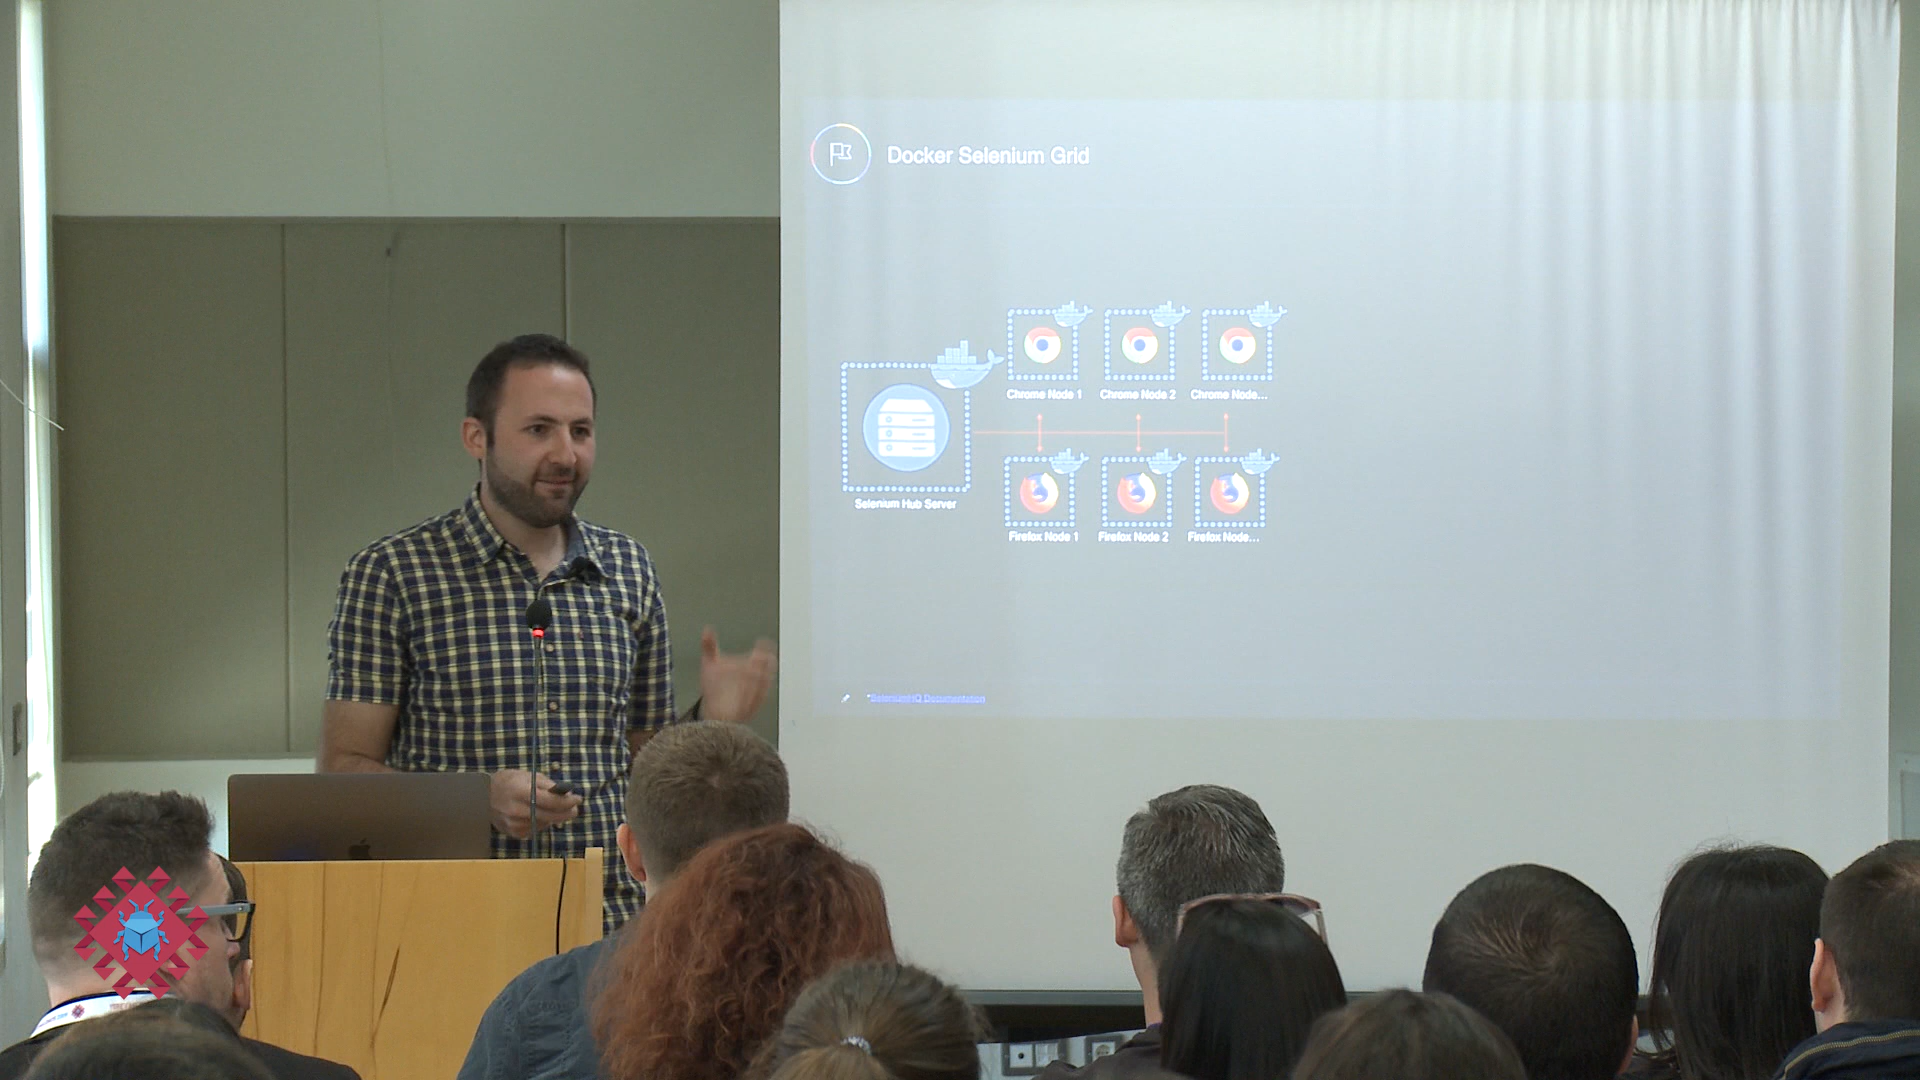 Docker Selenium Grid
Chrome Node 1
Chrome Node 2
Chrome Node...
Selenium Hub Server
Firefox Node 1
Firefox Node 2
Firefox Node...
*SeleniumHQ Documentation